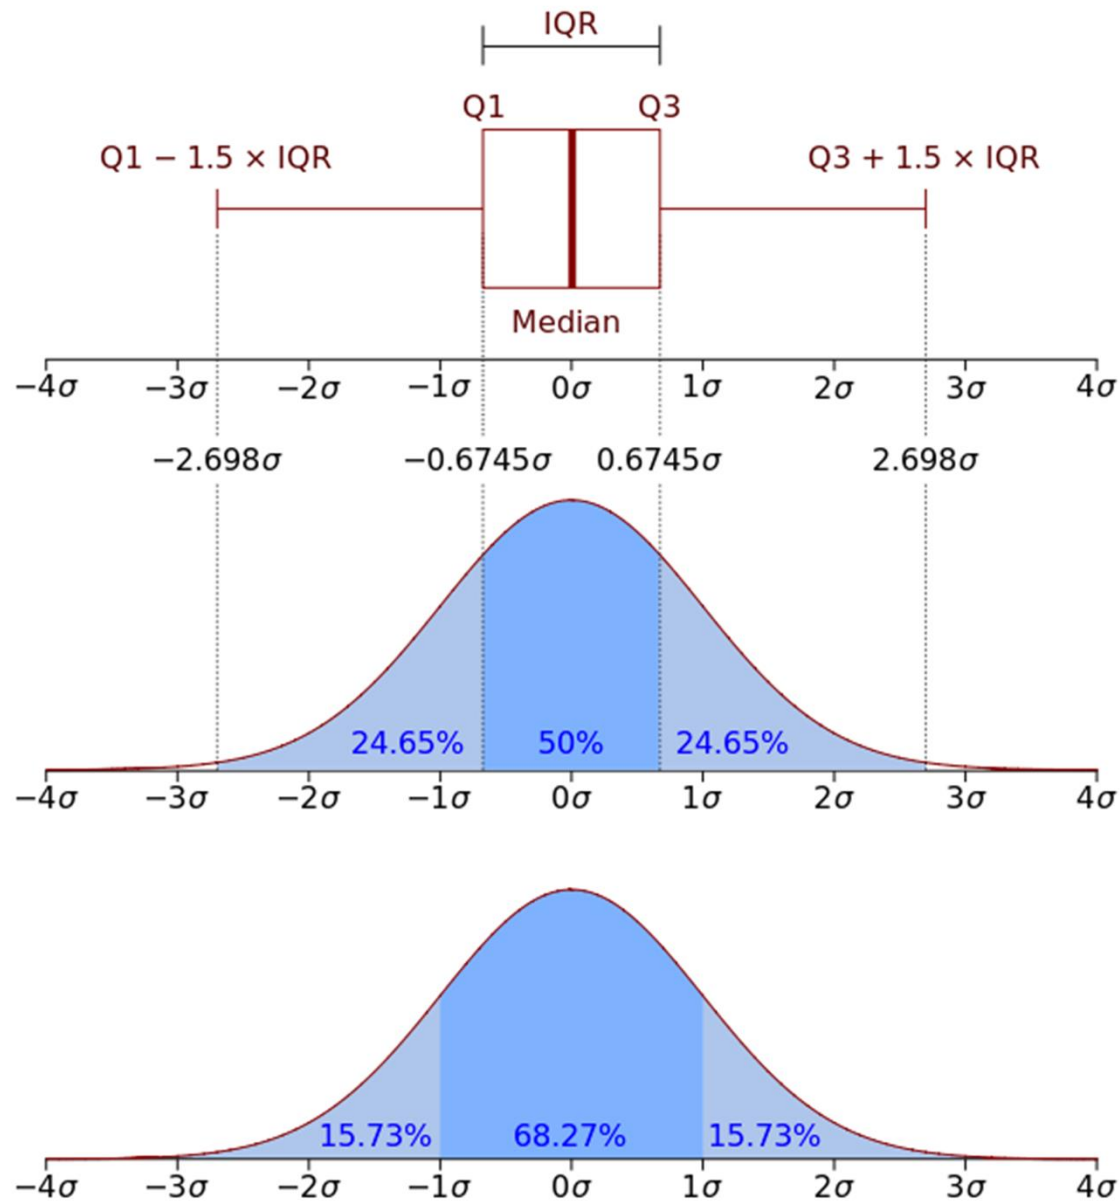 IQR
Q1 Q3
Q1 − 1.5 × IQR Q3 + 1.5 × IQR
Median
−4σ −3σ −2σ −1σ 0σ 1σ 2σ 3σ 4σ
−2.698σ −0.6745σ 0.6745σ 2.698σ
24.65% 50% 24.65%
−4σ −3σ −2σ −1σ 0σ 1σ 2σ 3σ 4σ
15.73% 68.27% 15.73%
−4σ −3σ −2σ −1σ 0σ 1σ 2σ 3σ 4σ